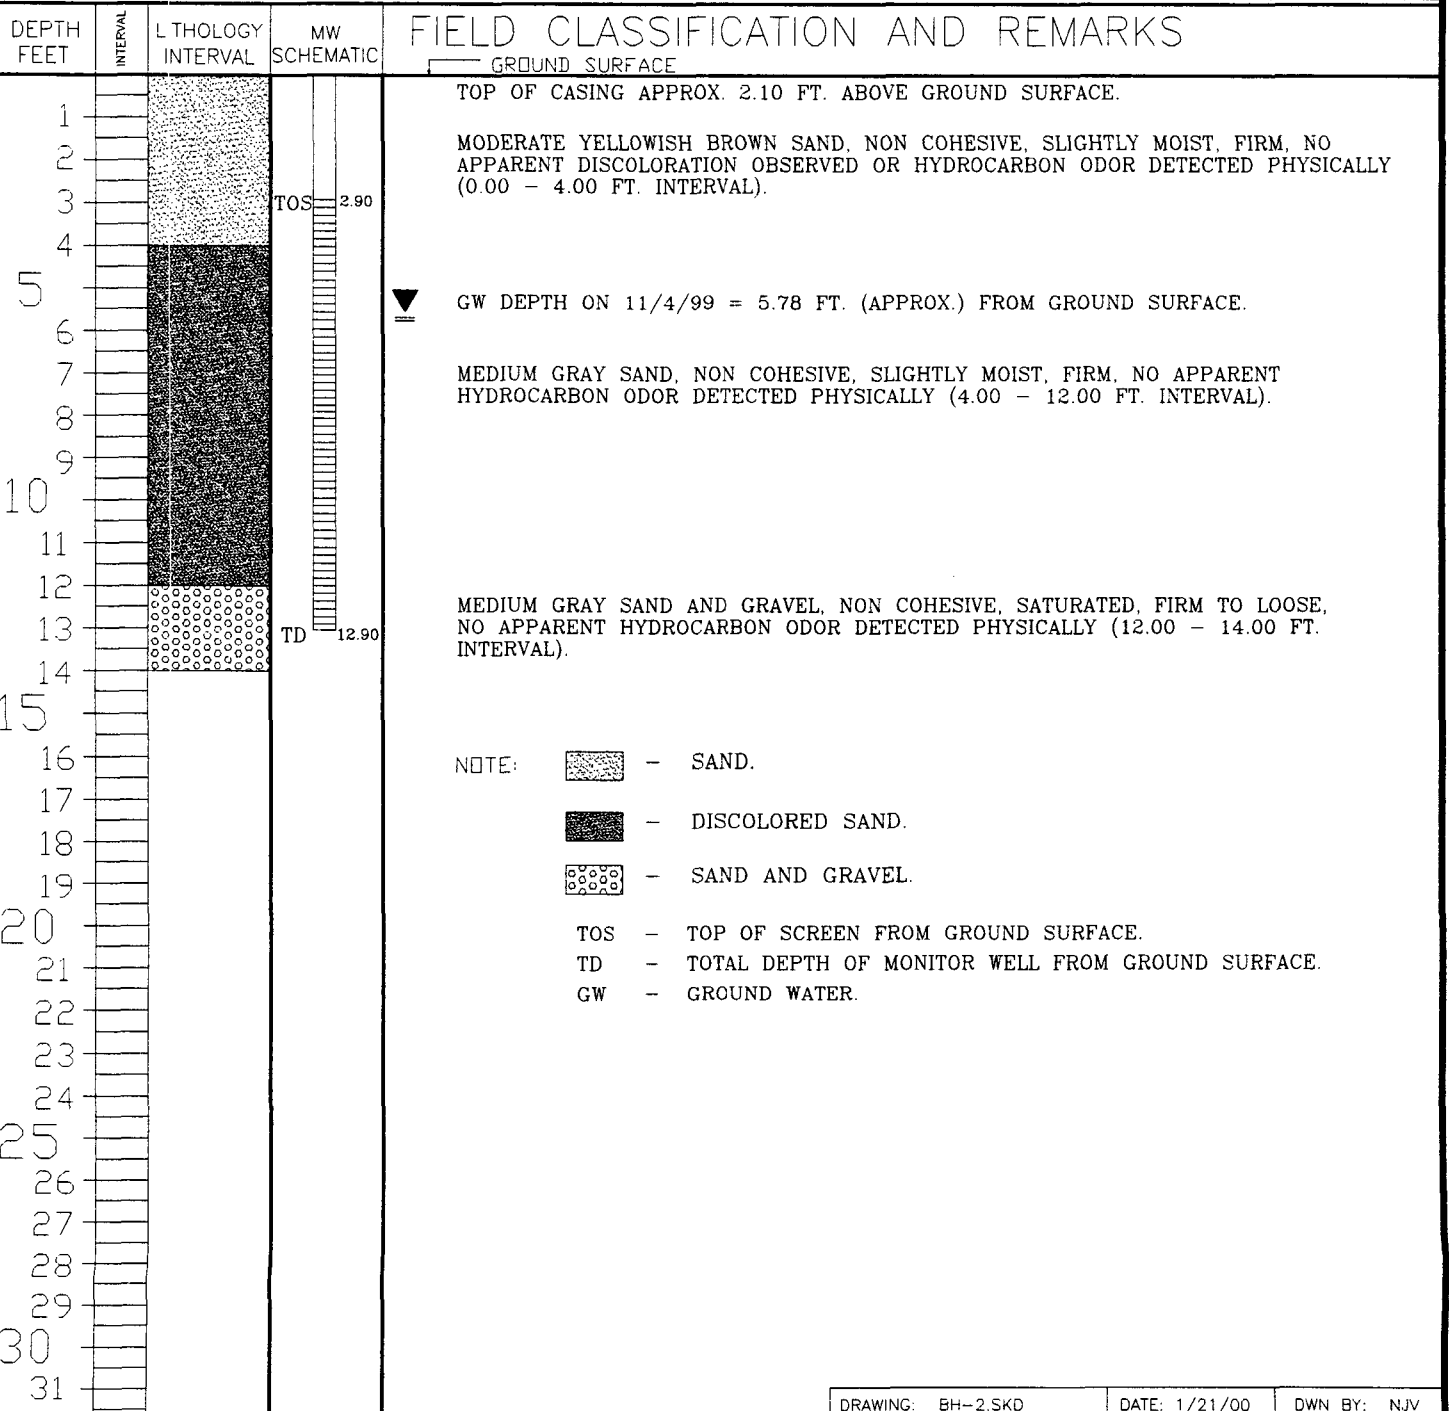 DEPTH
FEET
INTERVAL
L THOLOGY
INTERVAL
MW
SCHEMATIC
FIELD CLASSIFICATION AND REMARKS
GROUND SURFACE
TOP OF CASING APPROX. 2.10 FT. ABOVE GROUND SURFACE.
1
MODERATE YELLOWISH BROWN SAND, NON COHESIVE, SLIGHTLY MOIST, FIRM, NO
2
APPARENT DISCOLORATION OBSERVED OR HYDROCARBON ODOR DETECTED PHYSICALLY
(0.00 – 4.00 FT. INTERVAL).
3
TOS
2.90
4
5
GW DEPTH ON 11/4/99 = 5.78 FT. (APPROX.) FROM GROUND SURFACE.
6
7
MEDIUM GRAY SAND, NON COHESIVE, SLIGHTLY MOIST, FIRM, NO APPARENT
HYDROCARBON ODOR DETECTED PHYSICALLY (4.00 – 12.00 FT. INTERVAL).
8
9
10
11
12
MEDIUM GRAY SAND AND GRAVEL, NON COHESIVE, SATURATED, FIRM TO LOOSE,
13
TD
12.90
NO APPARENT HYDROCARBON ODOR DETECTED PHYSICALLY (12.00 – 14.00 FT.
INTERVAL).
14
15
16
NOTE:
– SAND.
17
18
– DISCOLORED SAND.
19
– SAND AND GRAVEL.
20
TOS – TOP OF SCREEN FROM GROUND SURFACE.
21
TD – TOTAL DEPTH OF MONITOR WELL FROM GROUND SURFACE.
22
GW – GROUND WATER.
23
24
25
26
27
28
29
30
31
DRAWING: BH–2.SKD
DATE: 1/21/00
DWN BY: NJV